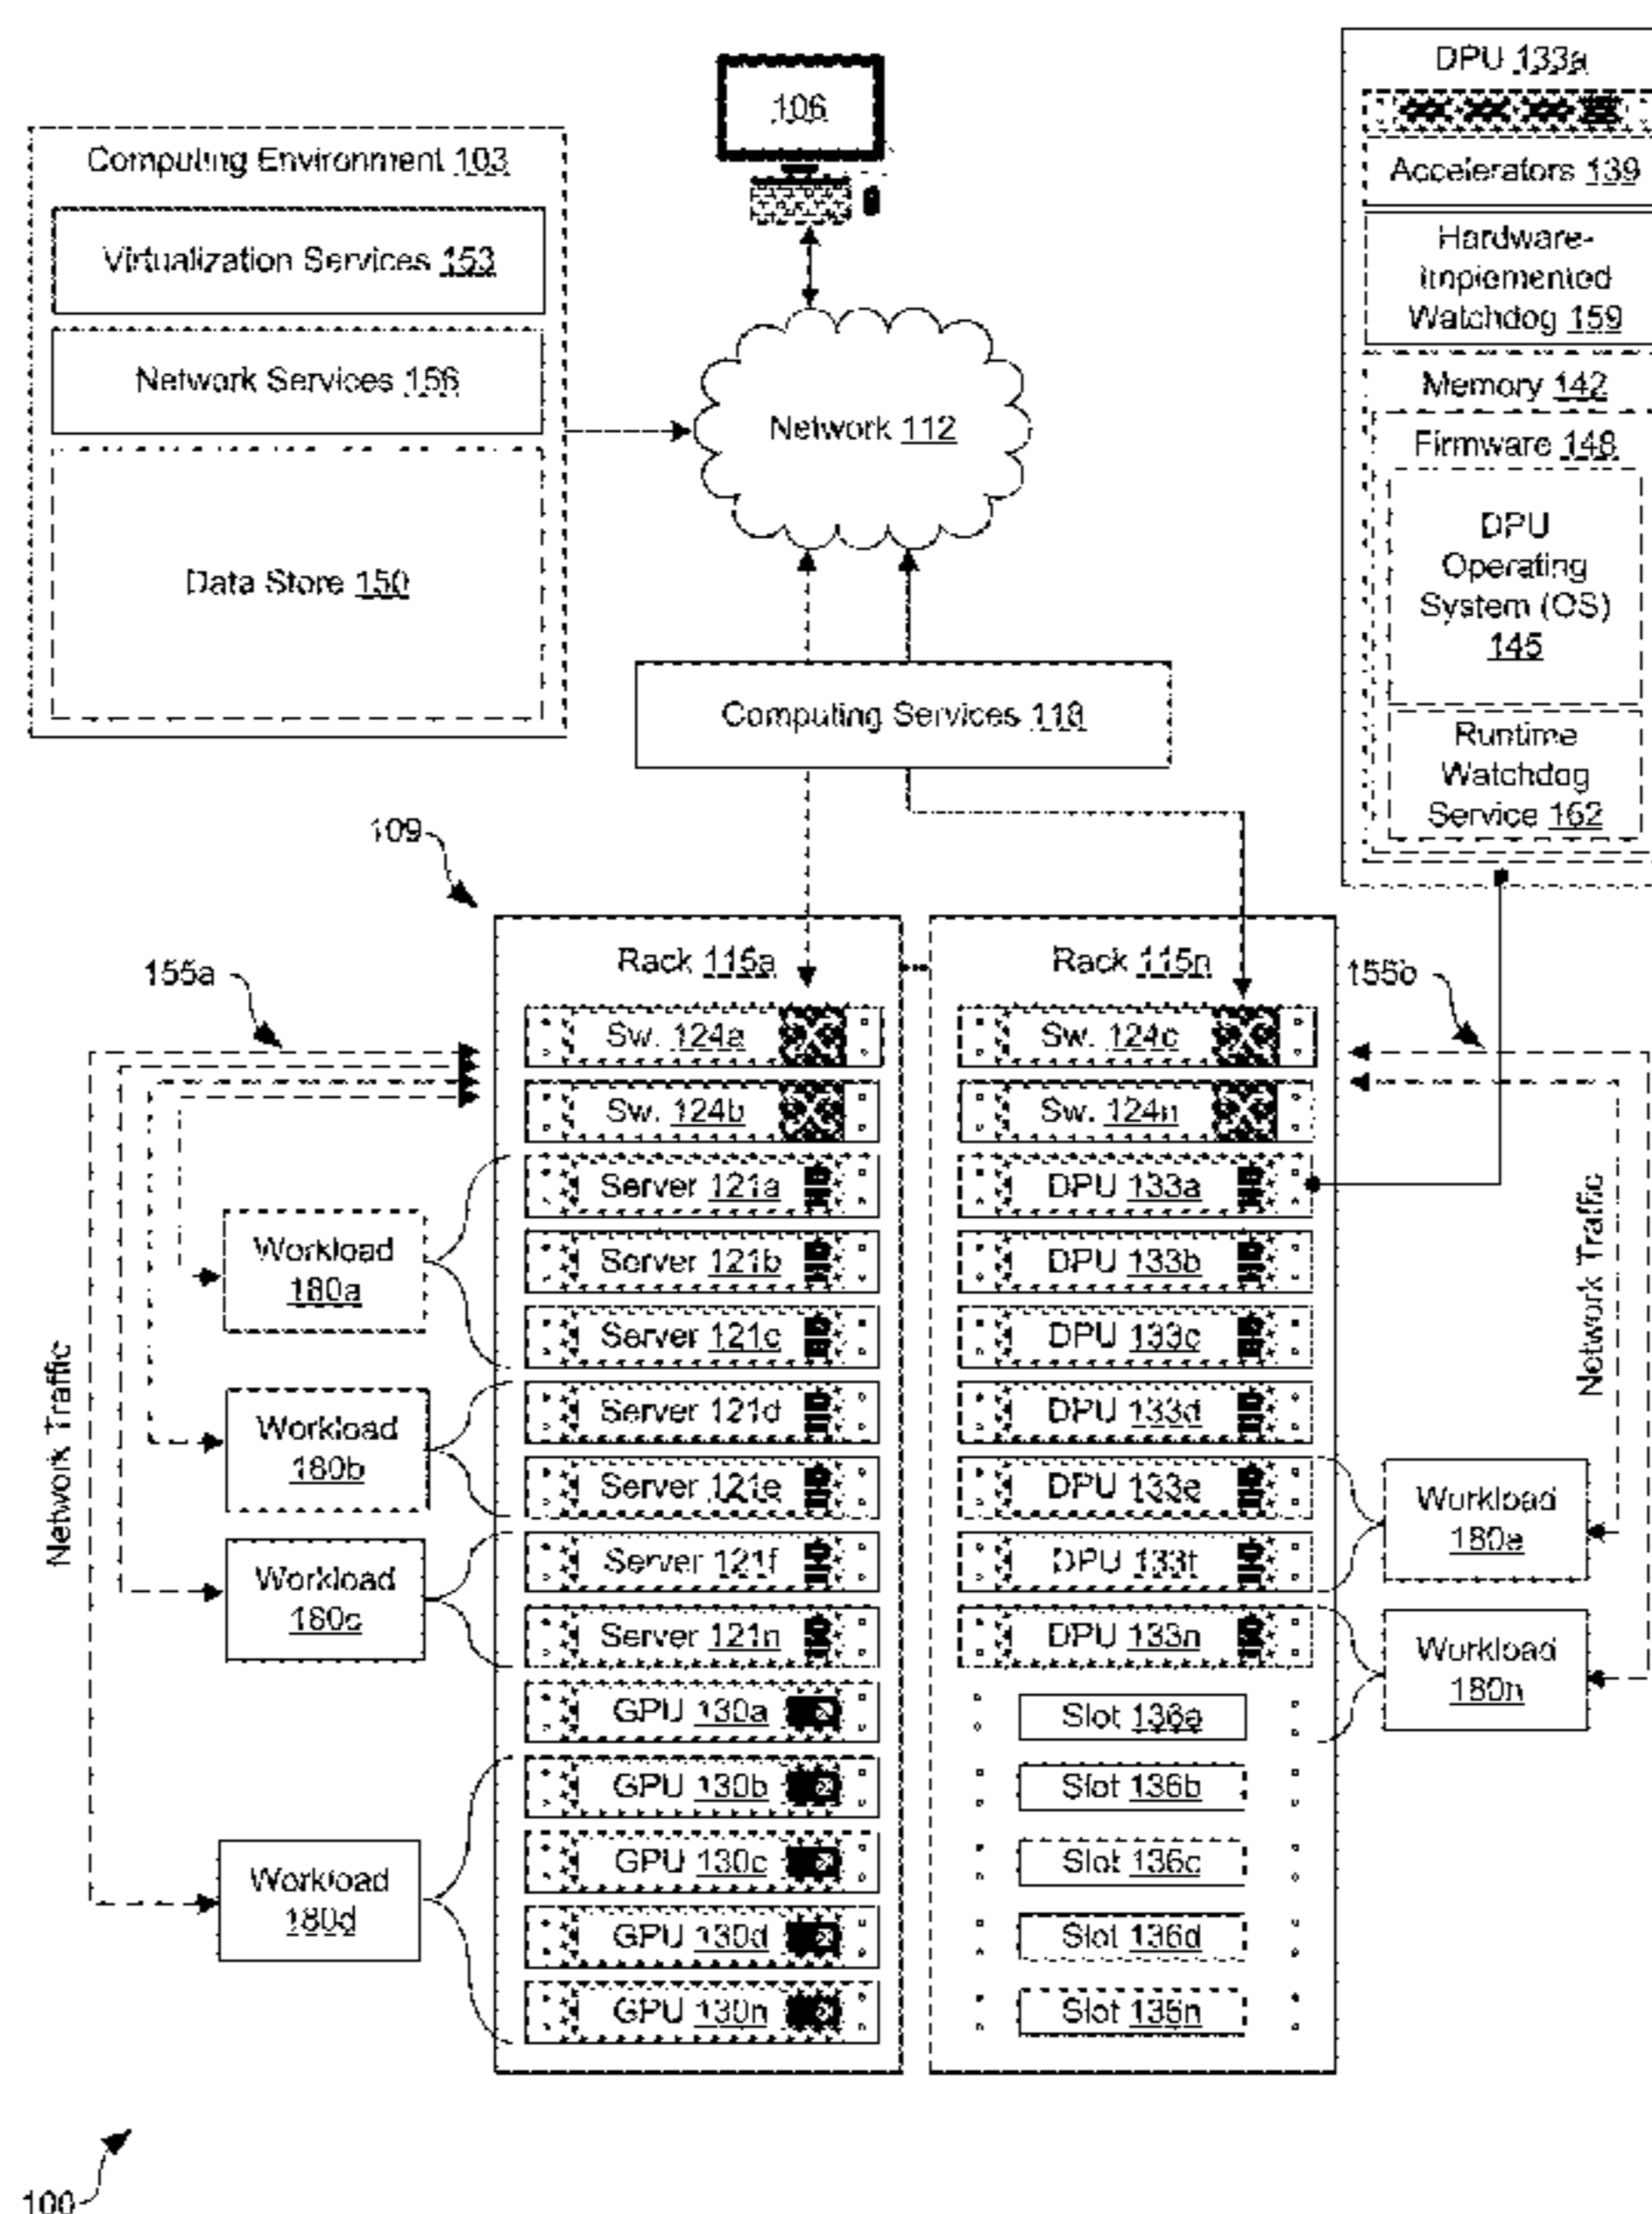 106
Computing Environment 103
Virtualization Services 153
Network Services 156
Data Store 150
Network 112
Computing Services 118
DPU 133a
Accelerators 139
Hardware-
Implemented
Watchdog 159
Memory 142
Firmware 148
DPU
Operating
System (OS)
145
Runtime
Watchdog
Service 162
109
155a
155b
Rack 115a
Sw. 124a
Sw. 124b
Server 121a
Server 121b
Server 121c
Server 121d
Server 121e
Server 121f
Server 121n
GPU 130a
GPU 130b
GPU 130c
GPU 130d
GPU 130n
Rack 115n
Sw. 124c
Sw. 124n
DPU 133a
DPU 133b
DPU 133c
DPU 133d
DPU 133e
DPU 133f
DPU 133n
Slot 136a
Slot 136b
Slot 136c
Slot 136d
Slot 136n
Network Traffic
Workload
180a
Workload
180b
Workload
180c
Workload
180d
Network Traffic
Workload
180e
Workload
180n
100